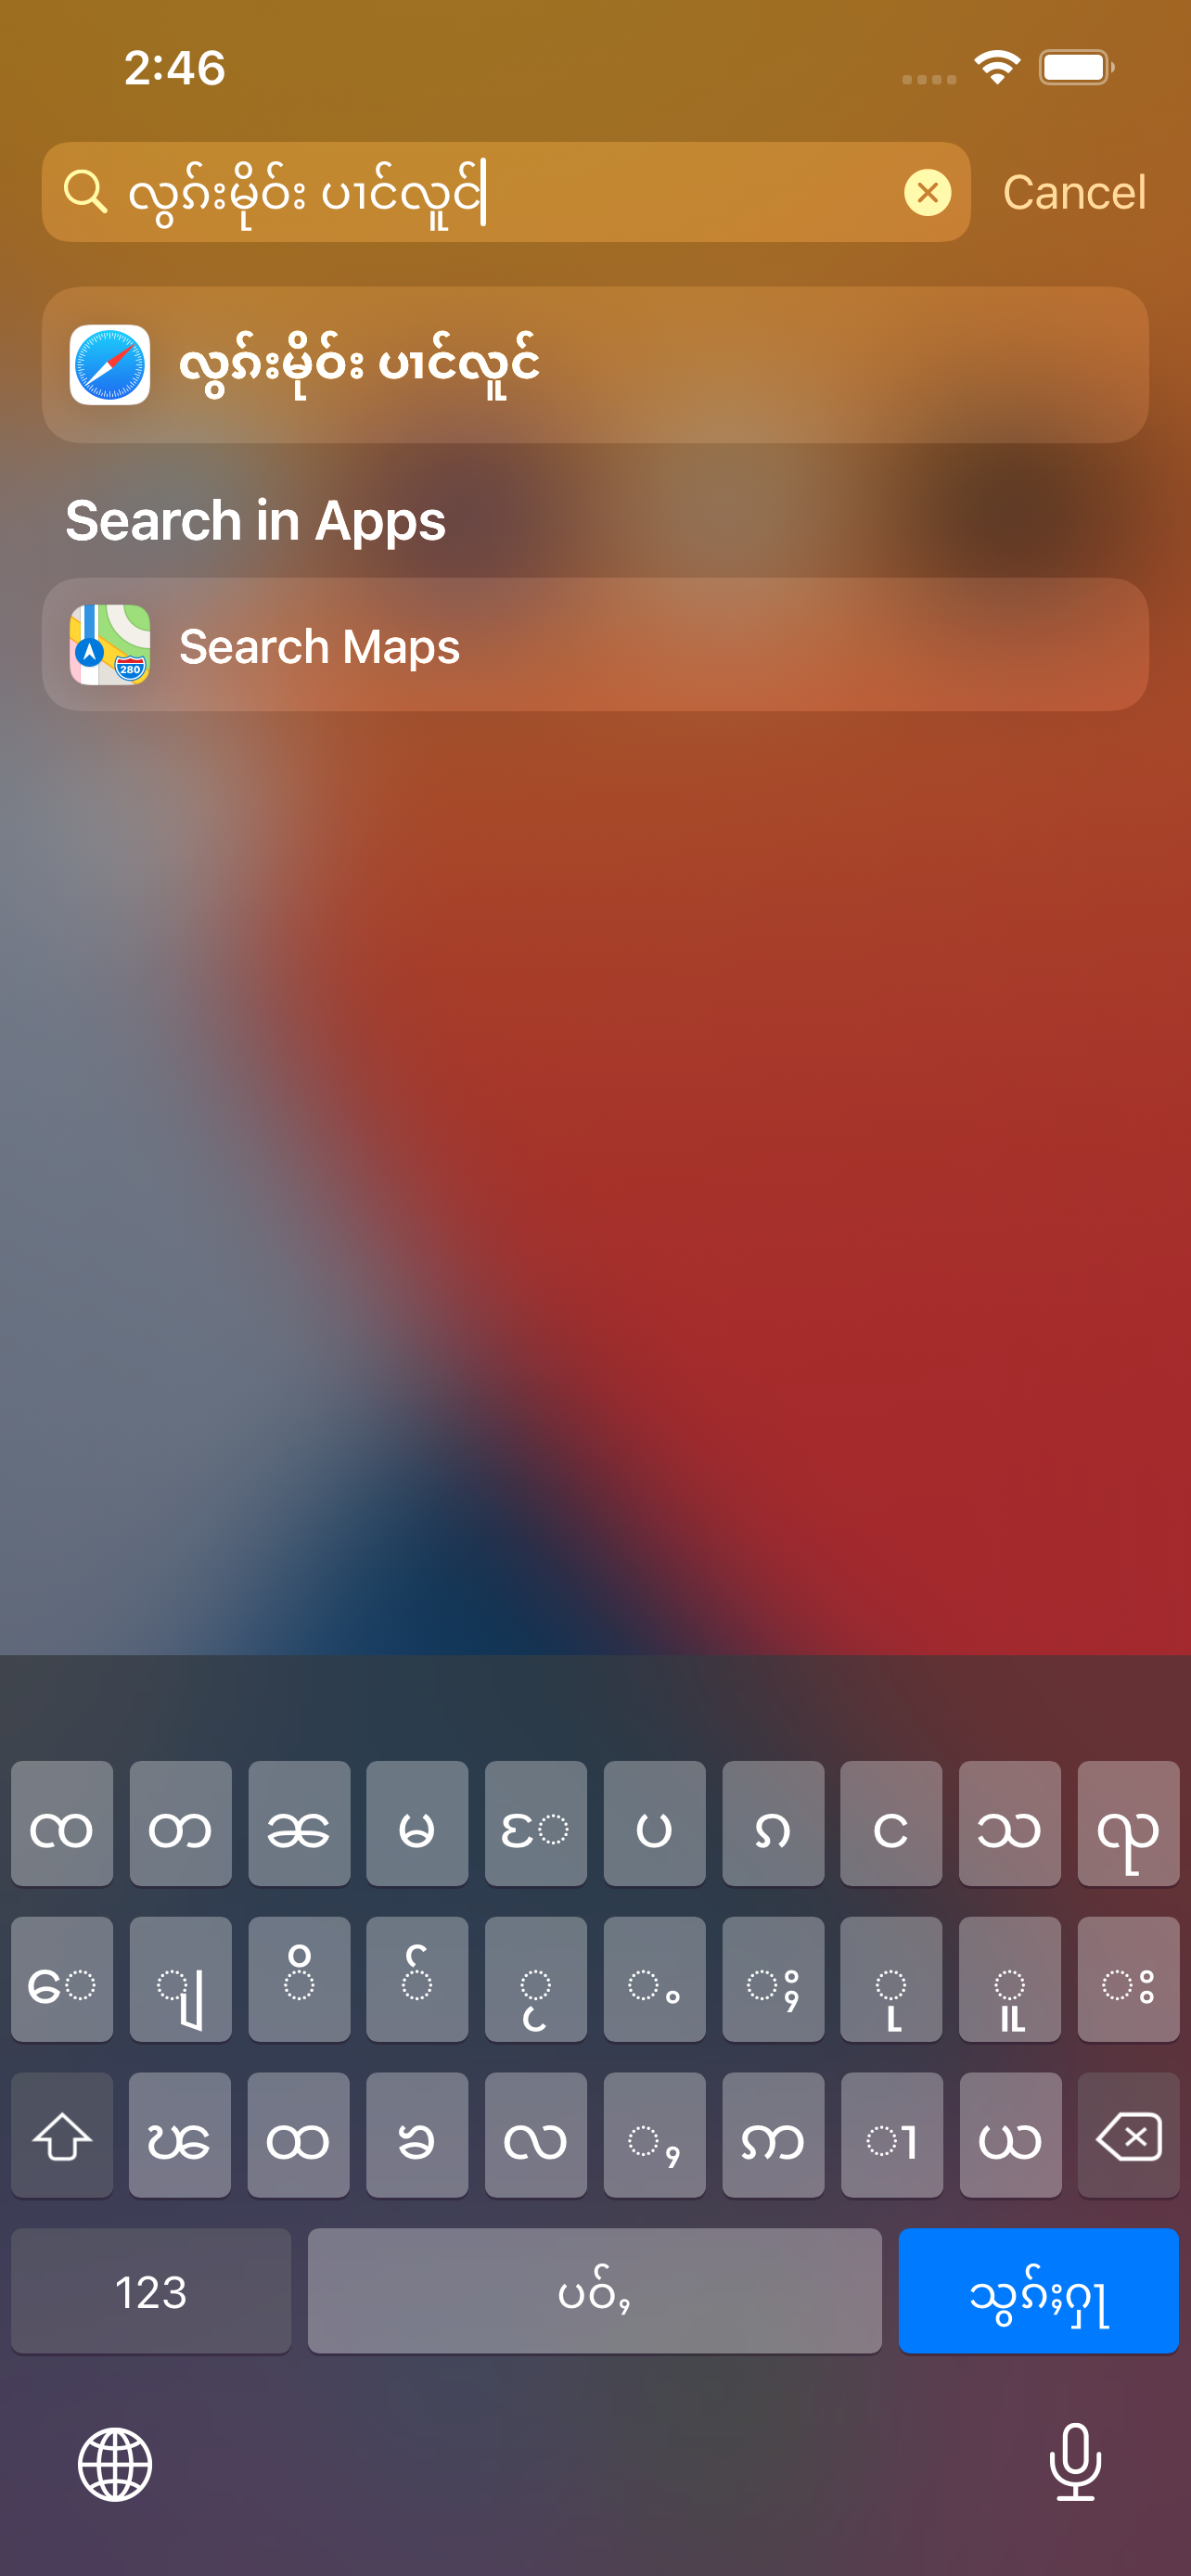 2:46
လွၵ်းမိုဝ်း ပၢင်လူင်
Cancel
လွၵ်းမိုဝ်း ပၢင်လူင်
Search in Apps
280
Search Maps
ၸ တ ၼ မ ဢႄ ပ ၵ င သ ၺ
ေ ျ ိ ် ွ ႉ ႈ ု ူ း
ၽ ထ ၶ လ ႇ ဢ ၢ ယ
123
ပဝ်ႇ
သွၵ်ႈႁႃ